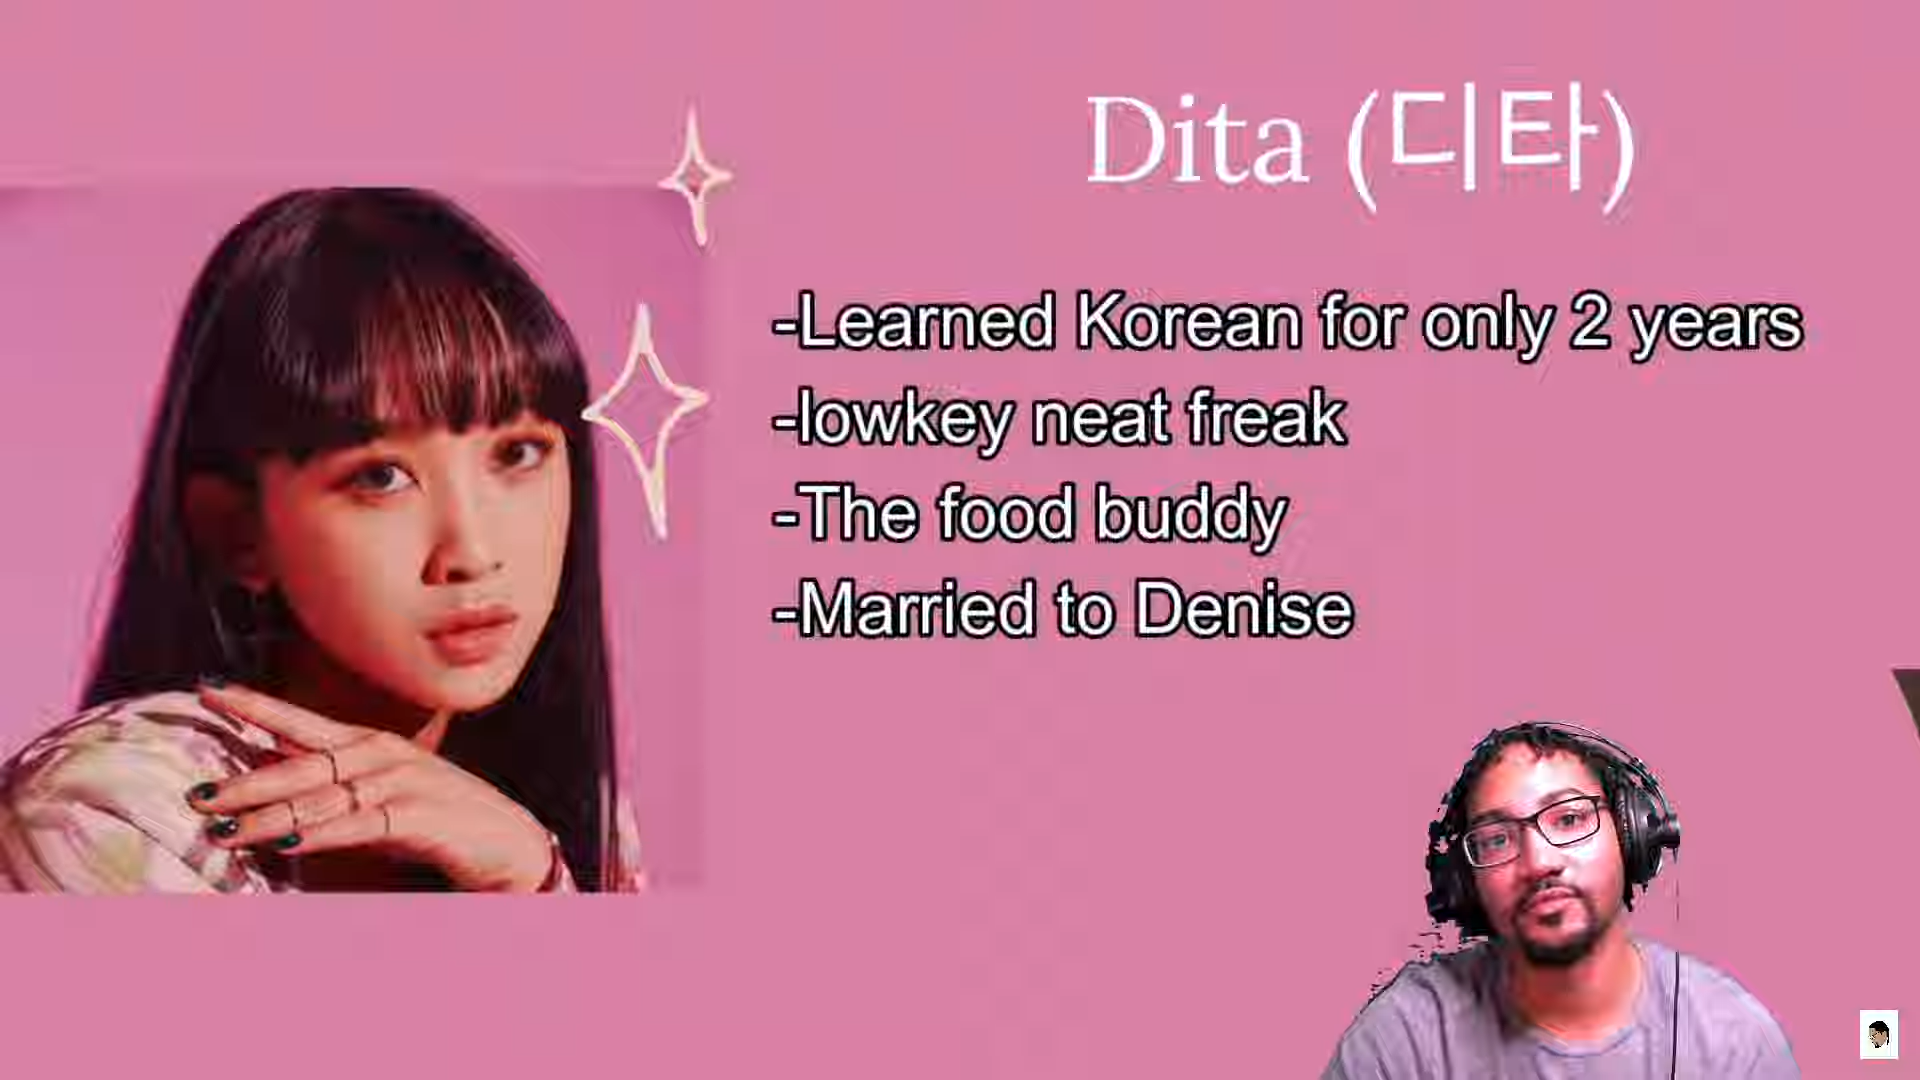 Dita (디타)
-Learned Korean for only 2 years
-lowkey neat freak
-The food buddy
-Married to Denise